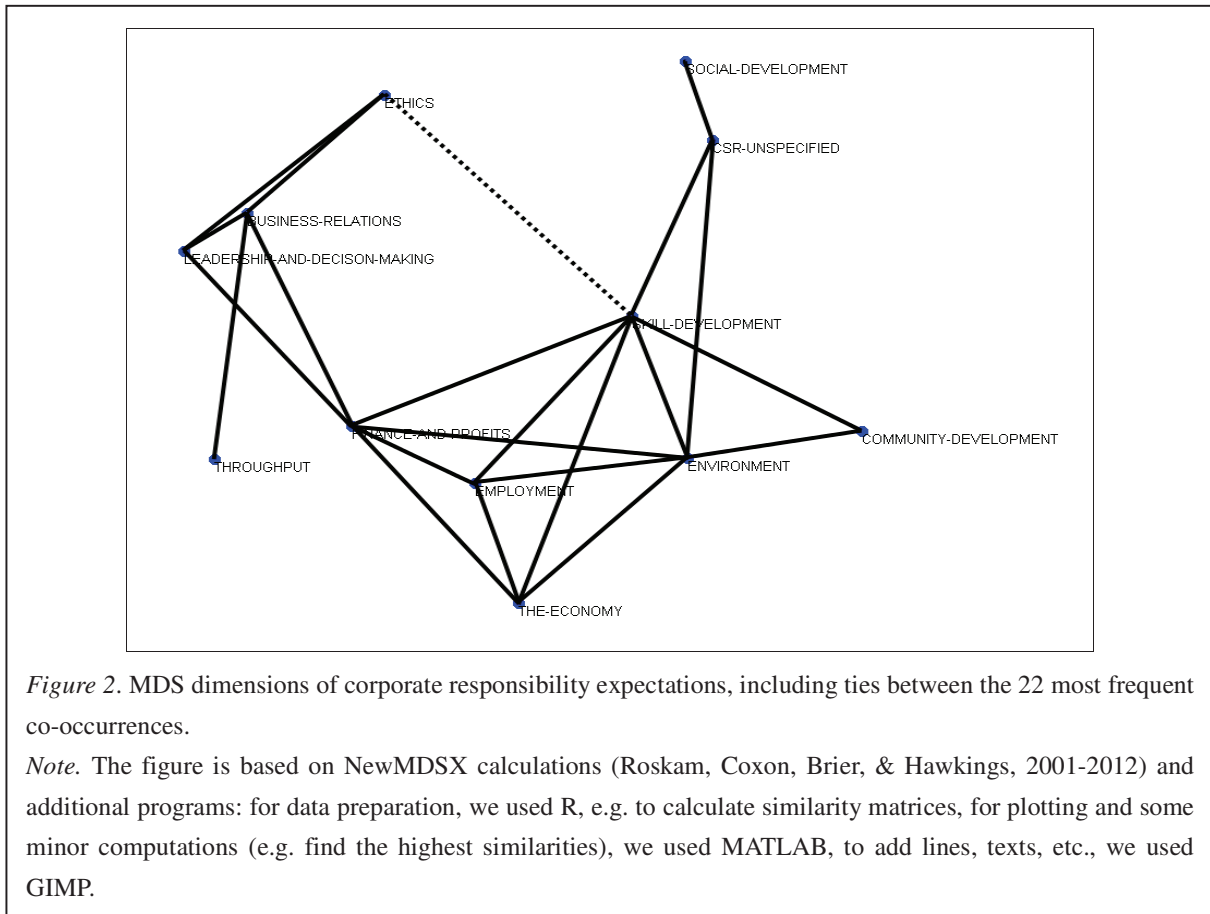 SOCIAL-DEVELOPMENT
ETHICS
CSR-UNSPECIFIED
BUSINESS-RELATIONS
LEADERSHIP-AND-DECISON-MAKING
SKILL-DEVELOPMENT
FINANCE-AND-PROFITS
COMMUNITY-DEVELOPMENT
THROUGHPUT
ENVIRONMENT
EMPLOYMENT
THE-ECONOMY
Figure 2. MDS dimensions of corporate responsibility expectations, including ties between the 22 most frequent
co-occurrences.
Note. The figure is based on NewMDSX calculations (Roskam, Coxon, Brier, & Hawkings, 2001-2012) and
additional programs: for data preparation, we used R, e.g. to calculate similarity matrices, for plotting and some
minor computations (e.g. find the highest similarities), we used MATLAB, to add lines, texts, etc., we used
GIMP.